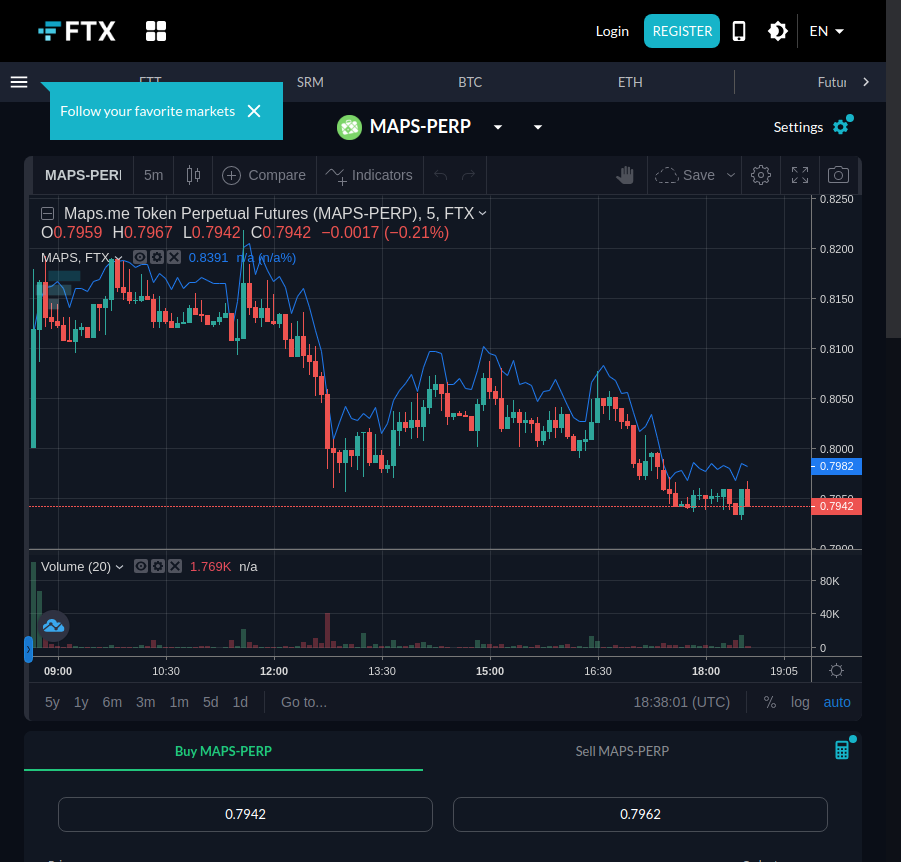 FTX
Login
REGISTER
EN
FTT
SRM
BTC
ETH
Futur
Follow your favorite markets
MAPS-PERP
Settings
MAPS-PERP
5m
Compare
Indicators
Save
Maps.me Token Perpetual Futures (MAPS-PERP), 5, FTX
O0.7959 H0.7967 L0.7942 C0.7942 −0.0017 (−0.21%)
MAPS, FTX 0.8391 n/a (n/a%)
0.8250
0.8200
0.8150
0.8100
0.8050
0.8000
0.7982
0.7950
0.7942
0.7900
Volume (20) 1.769K n/a
80K
40K
0
09:00 10:30 12:00 13:30 15:00 16:30 18:00 19:05
5y 1y 6m 3m 1m 5d 1d Go to... 18:38:01 (UTC) % log auto
Buy MAPS-PERP
Sell MAPS-PERP
0.7942
0.7962